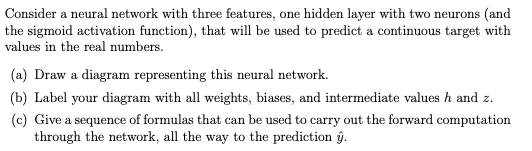 Consider a neural network with three features, one hidden layer with two neurons (and
the sigmoid activation function), that will be used to predict a continuous target with
values in the real numbers.
(a) Draw a diagram representing this neural network.
(b) Label your diagram with all weights, biases, and intermediate values h and z.
(c) Give a sequence of formulas that can be used to carry out the forward computation
through the network, all the way to the prediction ŷ.